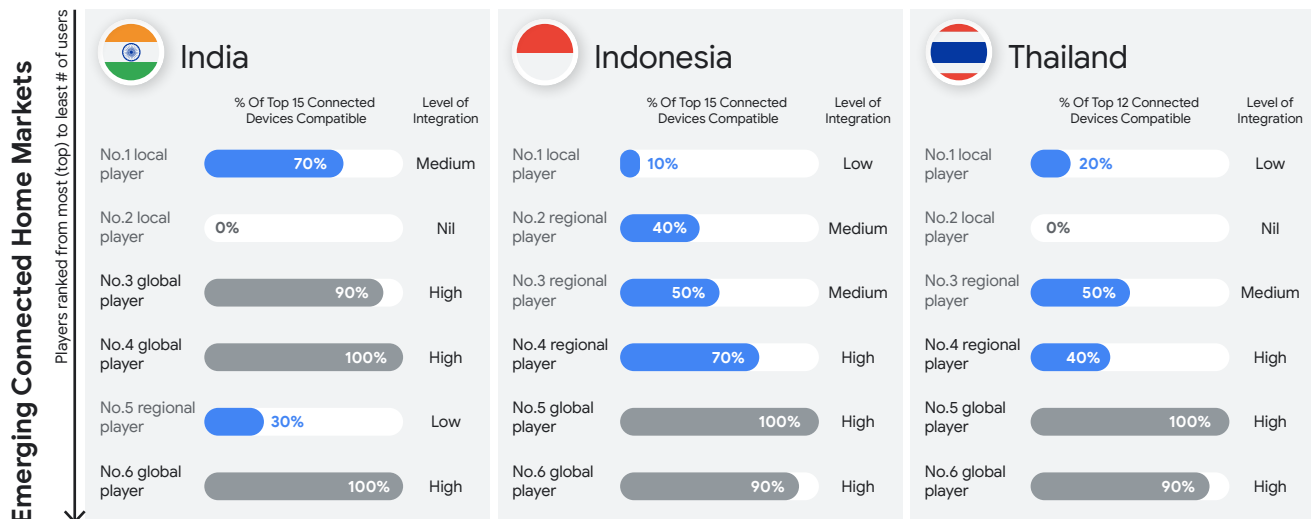 Emerging Connected Home Markets
Players ranked from most (top) to least # of users
India
% Of Top 15 Connected
Devices Compatible
Level of
Integration
No.1 local
player
70%
Medium
No.2 local
player
0%
Nil
No.3 global
player
90%
High
No.4 global
player
100%
High
No.5 regional
player
30%
Low
No.6 global
player
100%
High
Indonesia
% Of Top 15 Connected
Devices Compatible
Level of
Integration
No.1 local
player
10%
Low
No.2 regional
player
40%
Medium
No.3 regional
player
50%
Medium
No.4 regional
player
70%
High
No.5 global
player
100%
High
No.6 global
player
90%
High
Thailand
% Of Top 12 Connected
Devices Compatible
Level of
Integration
No.1 local
player
20%
Low
No.2 local
player
0%
Nil
No.3 regional
player
50%
Medium
No.4 regional
player
40%
High
No.5 global
player
100%
High
No.6 global
player
90%
High